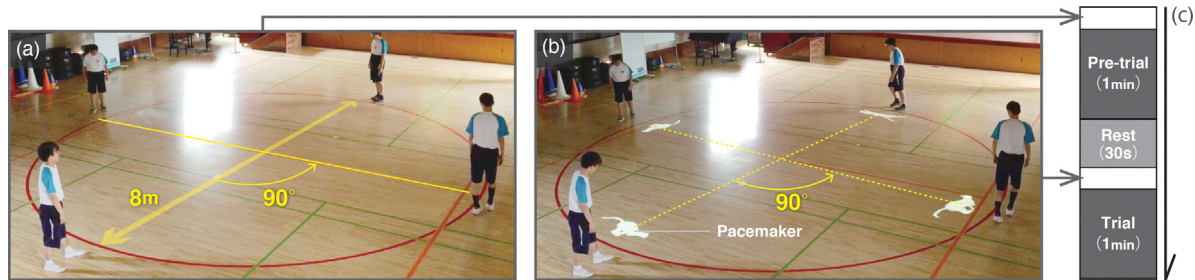 (a)
8m
90°
(b)
90°
Pacemaker
(c)
Pre-trial
(1min)
Rest
(30s)
Trial
(1min)